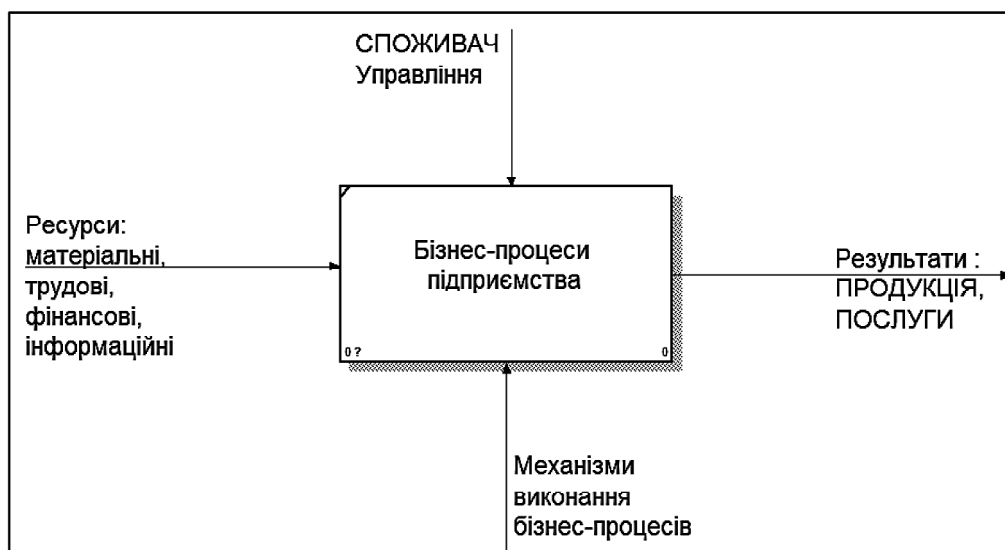 СПОЖИВАЧ
Управління
Ресурси:
матеріальні,
трудові,
фінансові,
інформаційні
Бізнес-процеси
підприємства
0 ?
0
Результати :
ПРОДУКЦІЯ,
ПОСЛУГИ
Механізми
виконання
бізнес-процесів